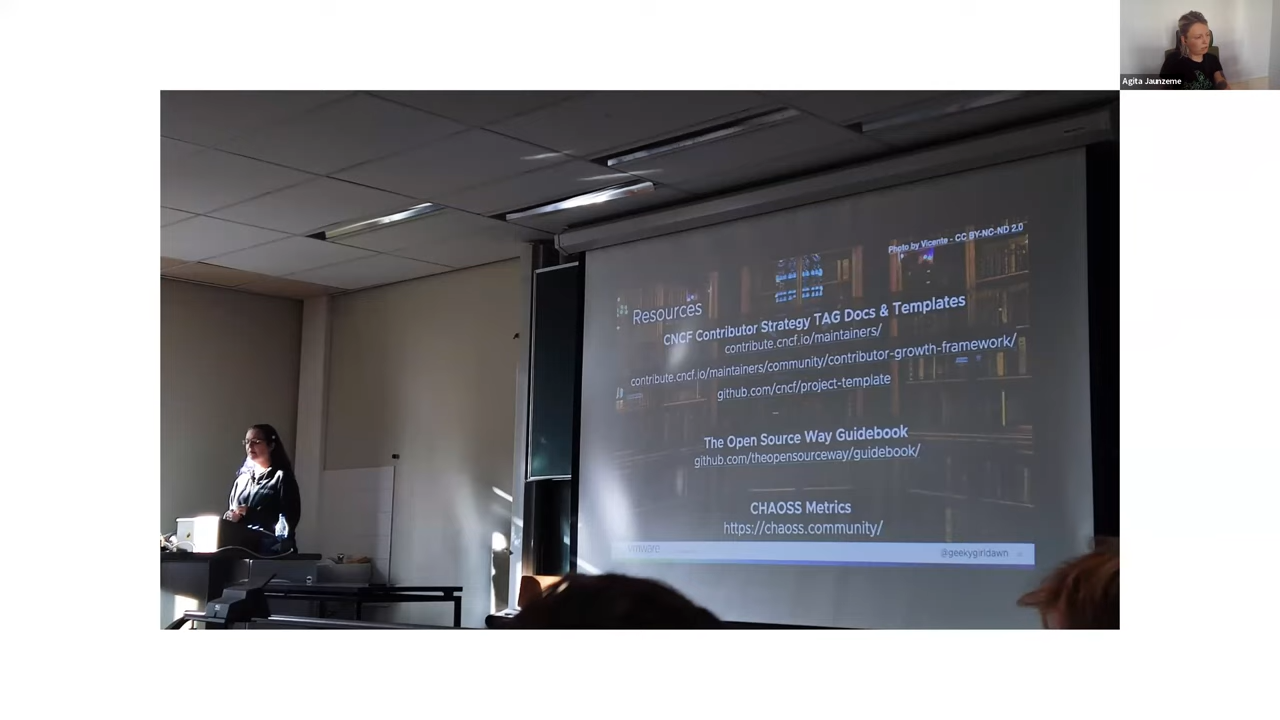 Agita Jaunzeme
Photo by Vicente - CC BY-NC-ND 2.0
Resources
CNCF Contributor Strategy TAG Docs & Templates
contribute.cncf.io/maintainers/
contribute.cncf.io/maintainers/community/contributor-growth-framework/
github.com/cncf/project-template
The Open Source Way Guidebook
github.com/theopensourceway/guidebook/
CHAOSS Metrics
https://chaoss.community/
vmware
@geekygirldawn